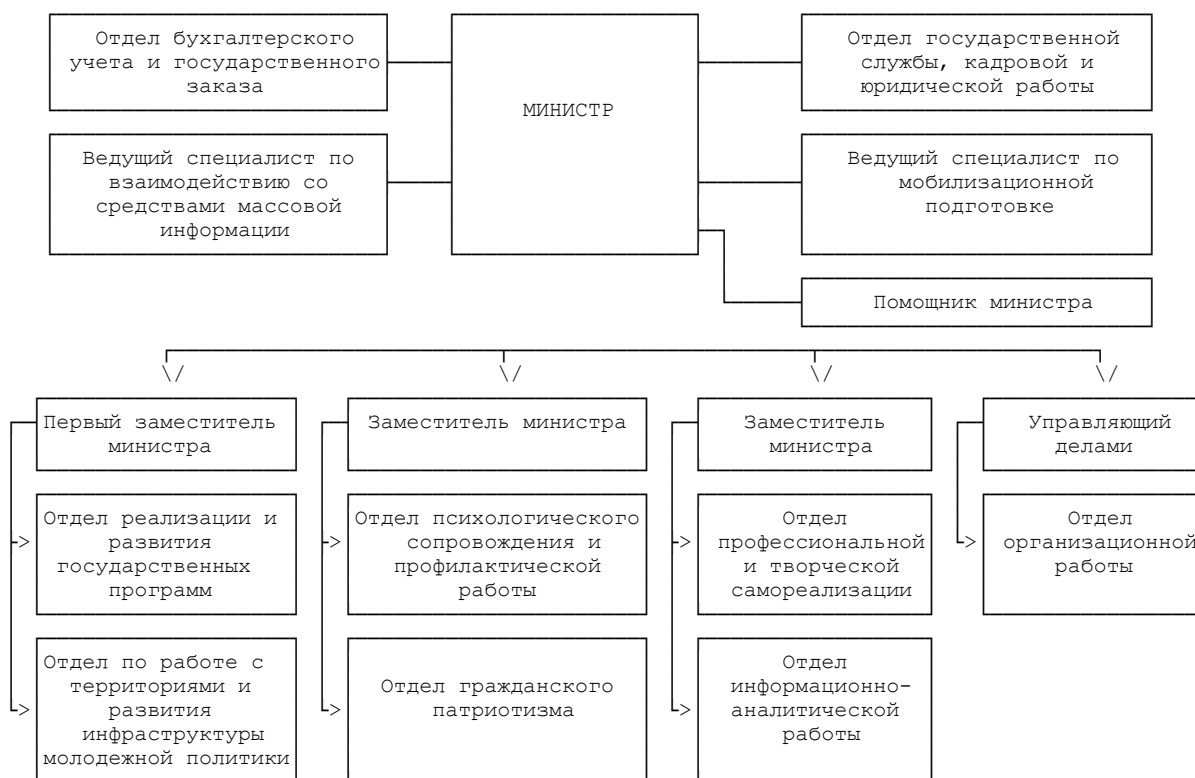 Отдел бухгалтерского
учета и государственного
заказа
МИНИСТР
Отдел государственной
службы, кадровой и
юридической работы
Ведущий специалист по
взаимодействию со
средствами массовой
информации
Ведущий специалист по
мобилизационной
подготовке
Помощник министра
\/ \/ \/ \/
Первый заместитель
министра
Заместитель министра
Заместитель
министра
Управляющий
делами
Отдел реализации и
развития
государственных
программ
Отдел психологического
сопровождения и
профилактической
работы
Отдел
профессиональной
и творческой
самореализации
Отдел
организационной
работы
Отдел по работе с
территориями и
развития
инфраструктуры
молодежной политики
Отдел гражданского
патриотизма
Отдел
информационно-
аналитической
работы